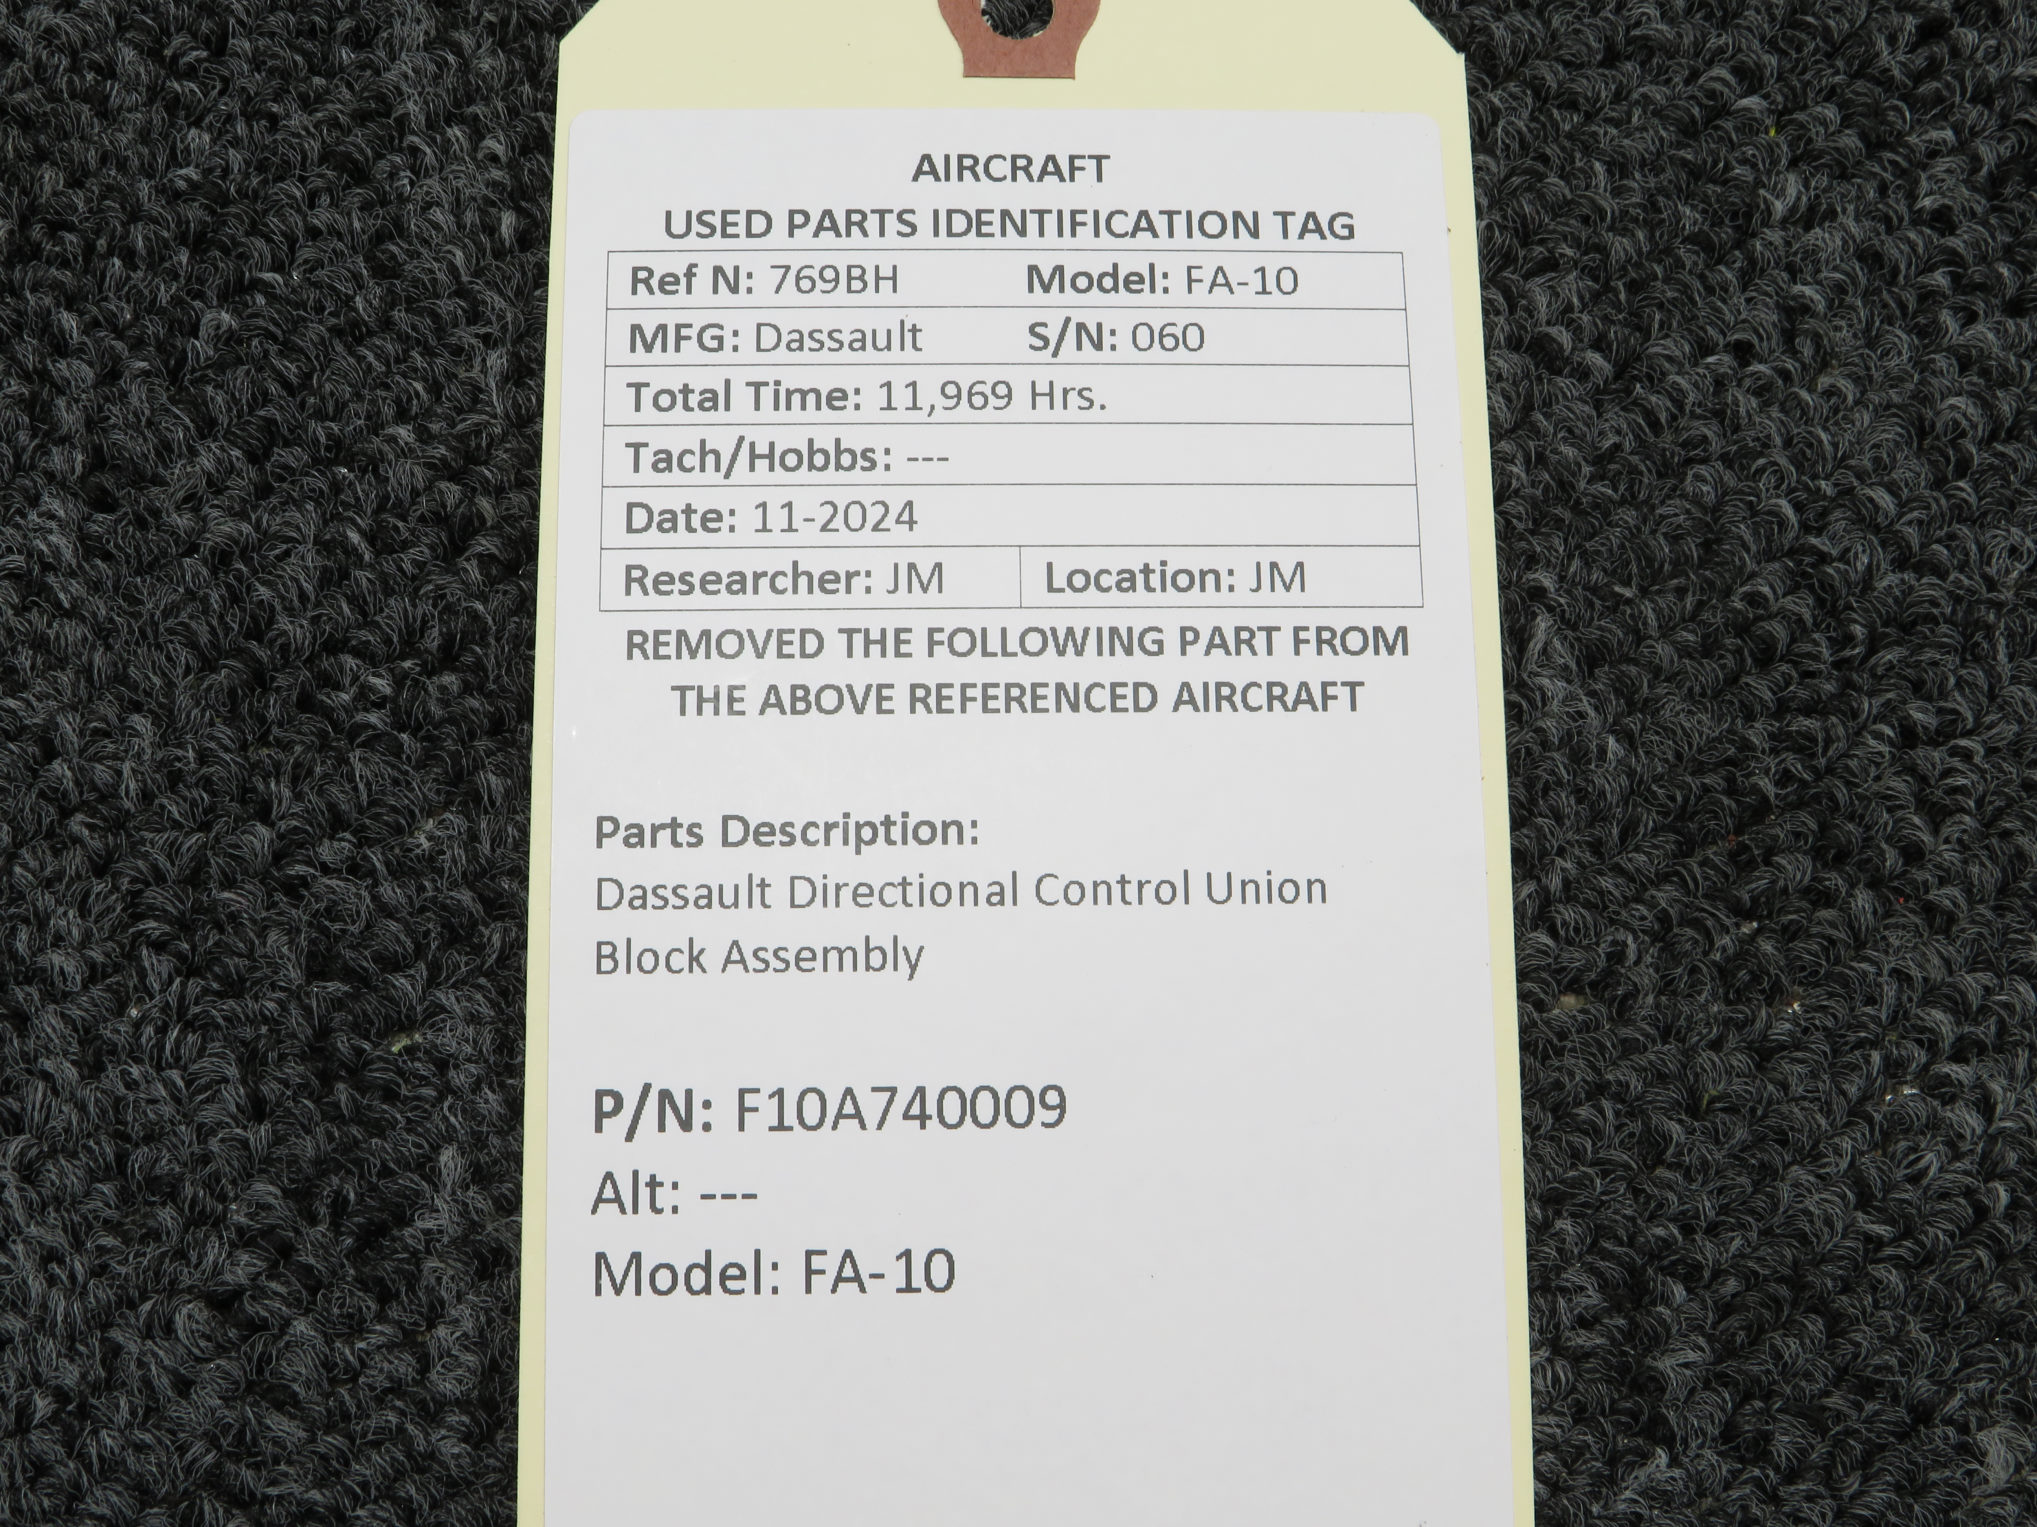 AIRCRAFT
USED PARTS IDENTIFICATION TAG
Ref N: 769BH Model: FA-10
MFG: Dassault S/N: 060
Total Time: 11,969 Hrs.
Tach/Hobbs: ---
Date: 11-2024
Researcher: JM Location: JM
REMOVED THE FOLLOWING PART FROM
THE ABOVE REFERENCED AIRCRAFT
Parts Description:
Dassault Directional Control Union
Block Assembly
P/N: F10A740009
Alt: ---
Model: FA-10